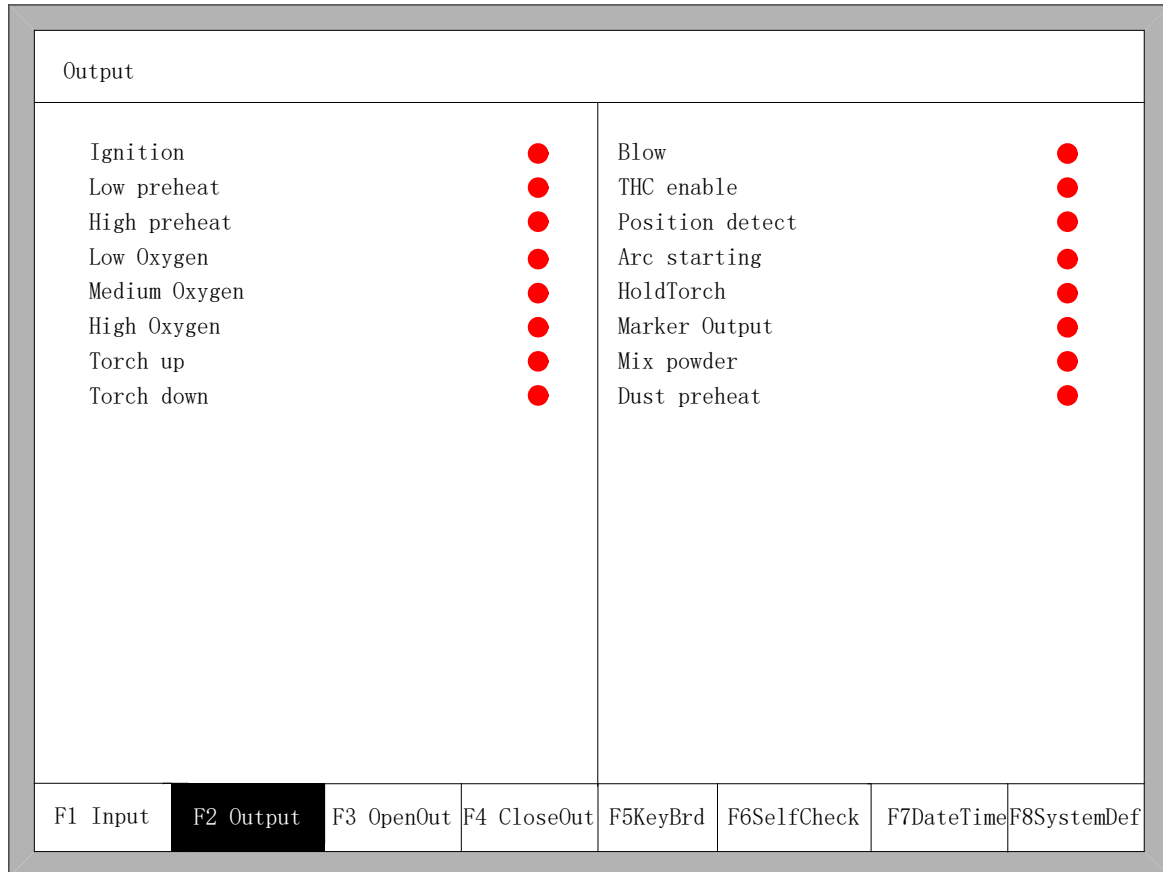 Output
Ignition
Low preheat
High preheat
Low Oxygen
Medium Oxygen
High Oxygen
Torch up
Torch down
Blow
THC enable
Position detect
Arc starting
HoldTorch
Marker Output
Mix powder
Dust preheat
F1 Input F2 Output F3 OpenOut F4 CloseOut F5KeyBrd F6SelfCheck F7DateTime F8SystemDef